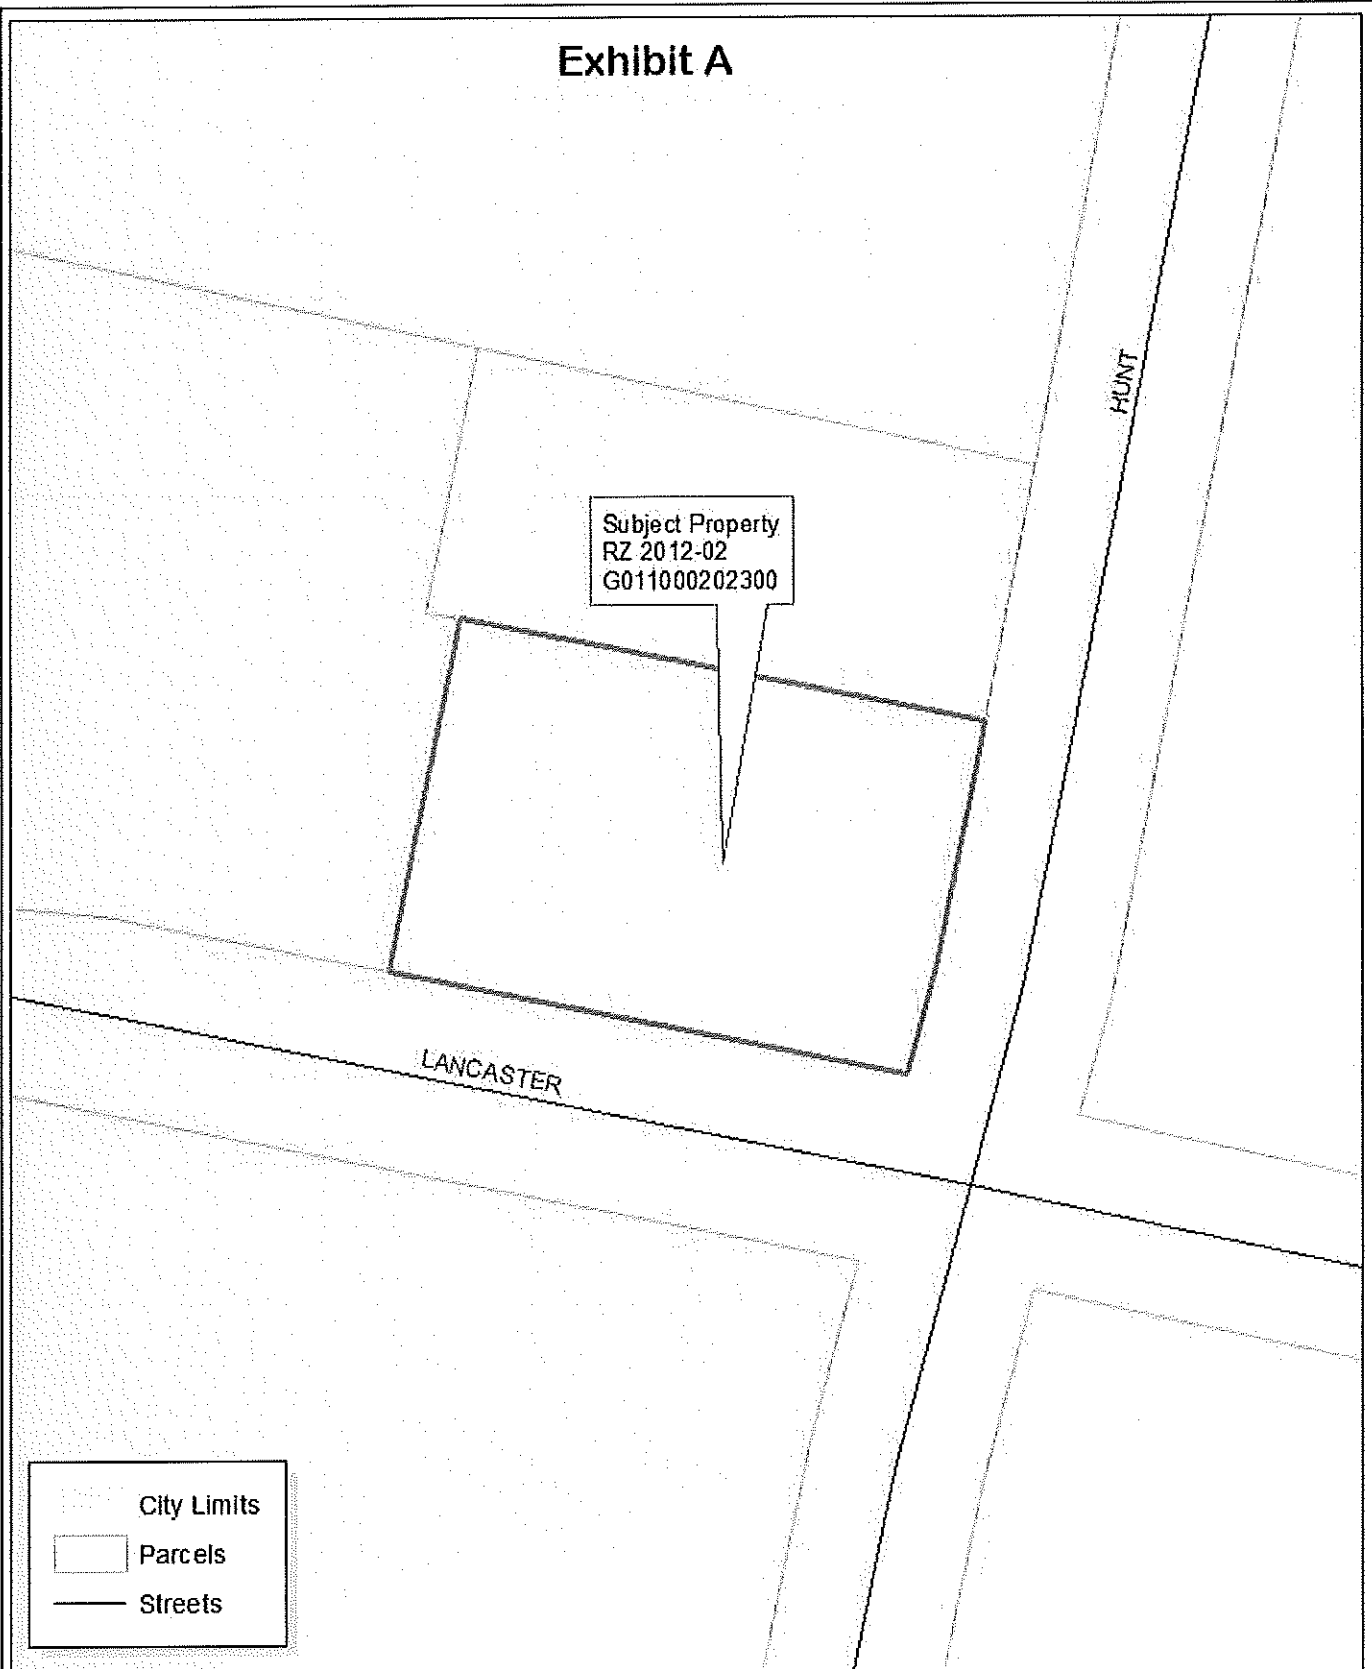 Exhibit A
HUNT
Subject Property
RZ 2012-02
G011000202300
LANCASTER
City Limits
Parcels
Streets